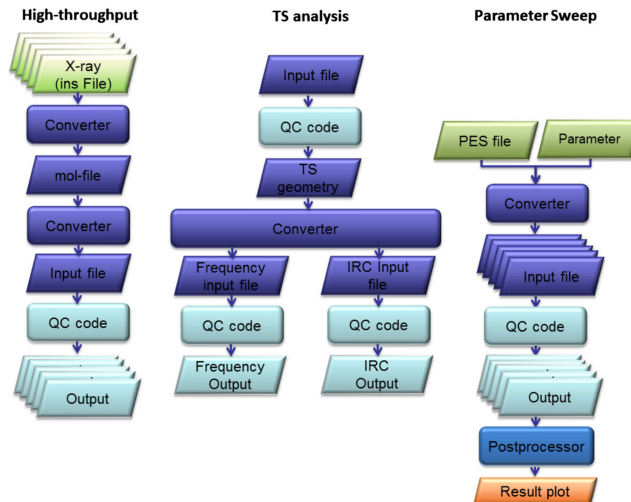 High-throughput
X-ray
(ins File)
Converter
mol-file
Converter
Input file
QC code
Output
TS analysis
Input file
QC code
TS
geometry
Converter
Frequency
input file
QC code
Frequency
Output
IRC Input
file
QC code
IRC
Output
Parameter Sweep
PES file
Parameter
Converter
Input file
QC code
Output
Postprocessor
Result plot